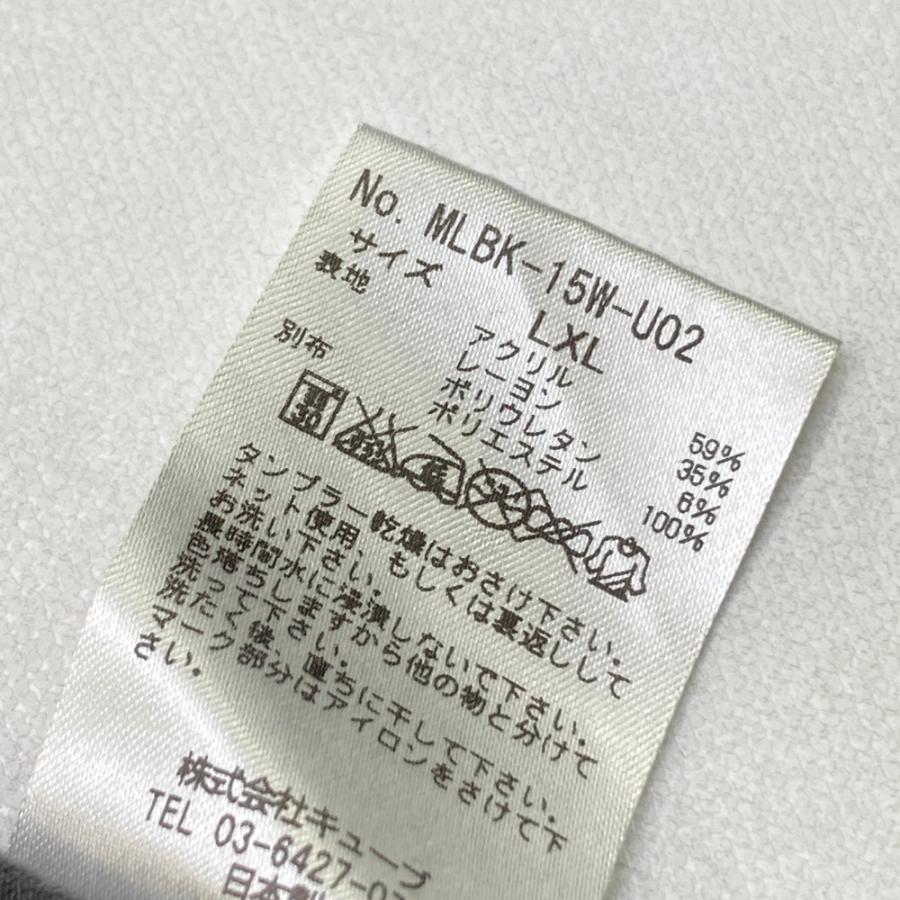 No. MLBK-15W-U02
サイズ LXL
表地 アクリル 59%
レーヨン 35%
ポリウレタン 6%
別布 ポリエステル 100%
タンブラー乾燥はおさけ下さい。
ネット使用、もしくは裏返しして
お洗い下さい。
長時間水に浸漬しないで下さい。
色落ちしますから他の物と分けて
洗って下さい。
洗たく後、直ちに干して下さい。
マーク部分はアイロンをさけて下
さい。
株式会社キューブ
TEL 03-6427-0
日本製